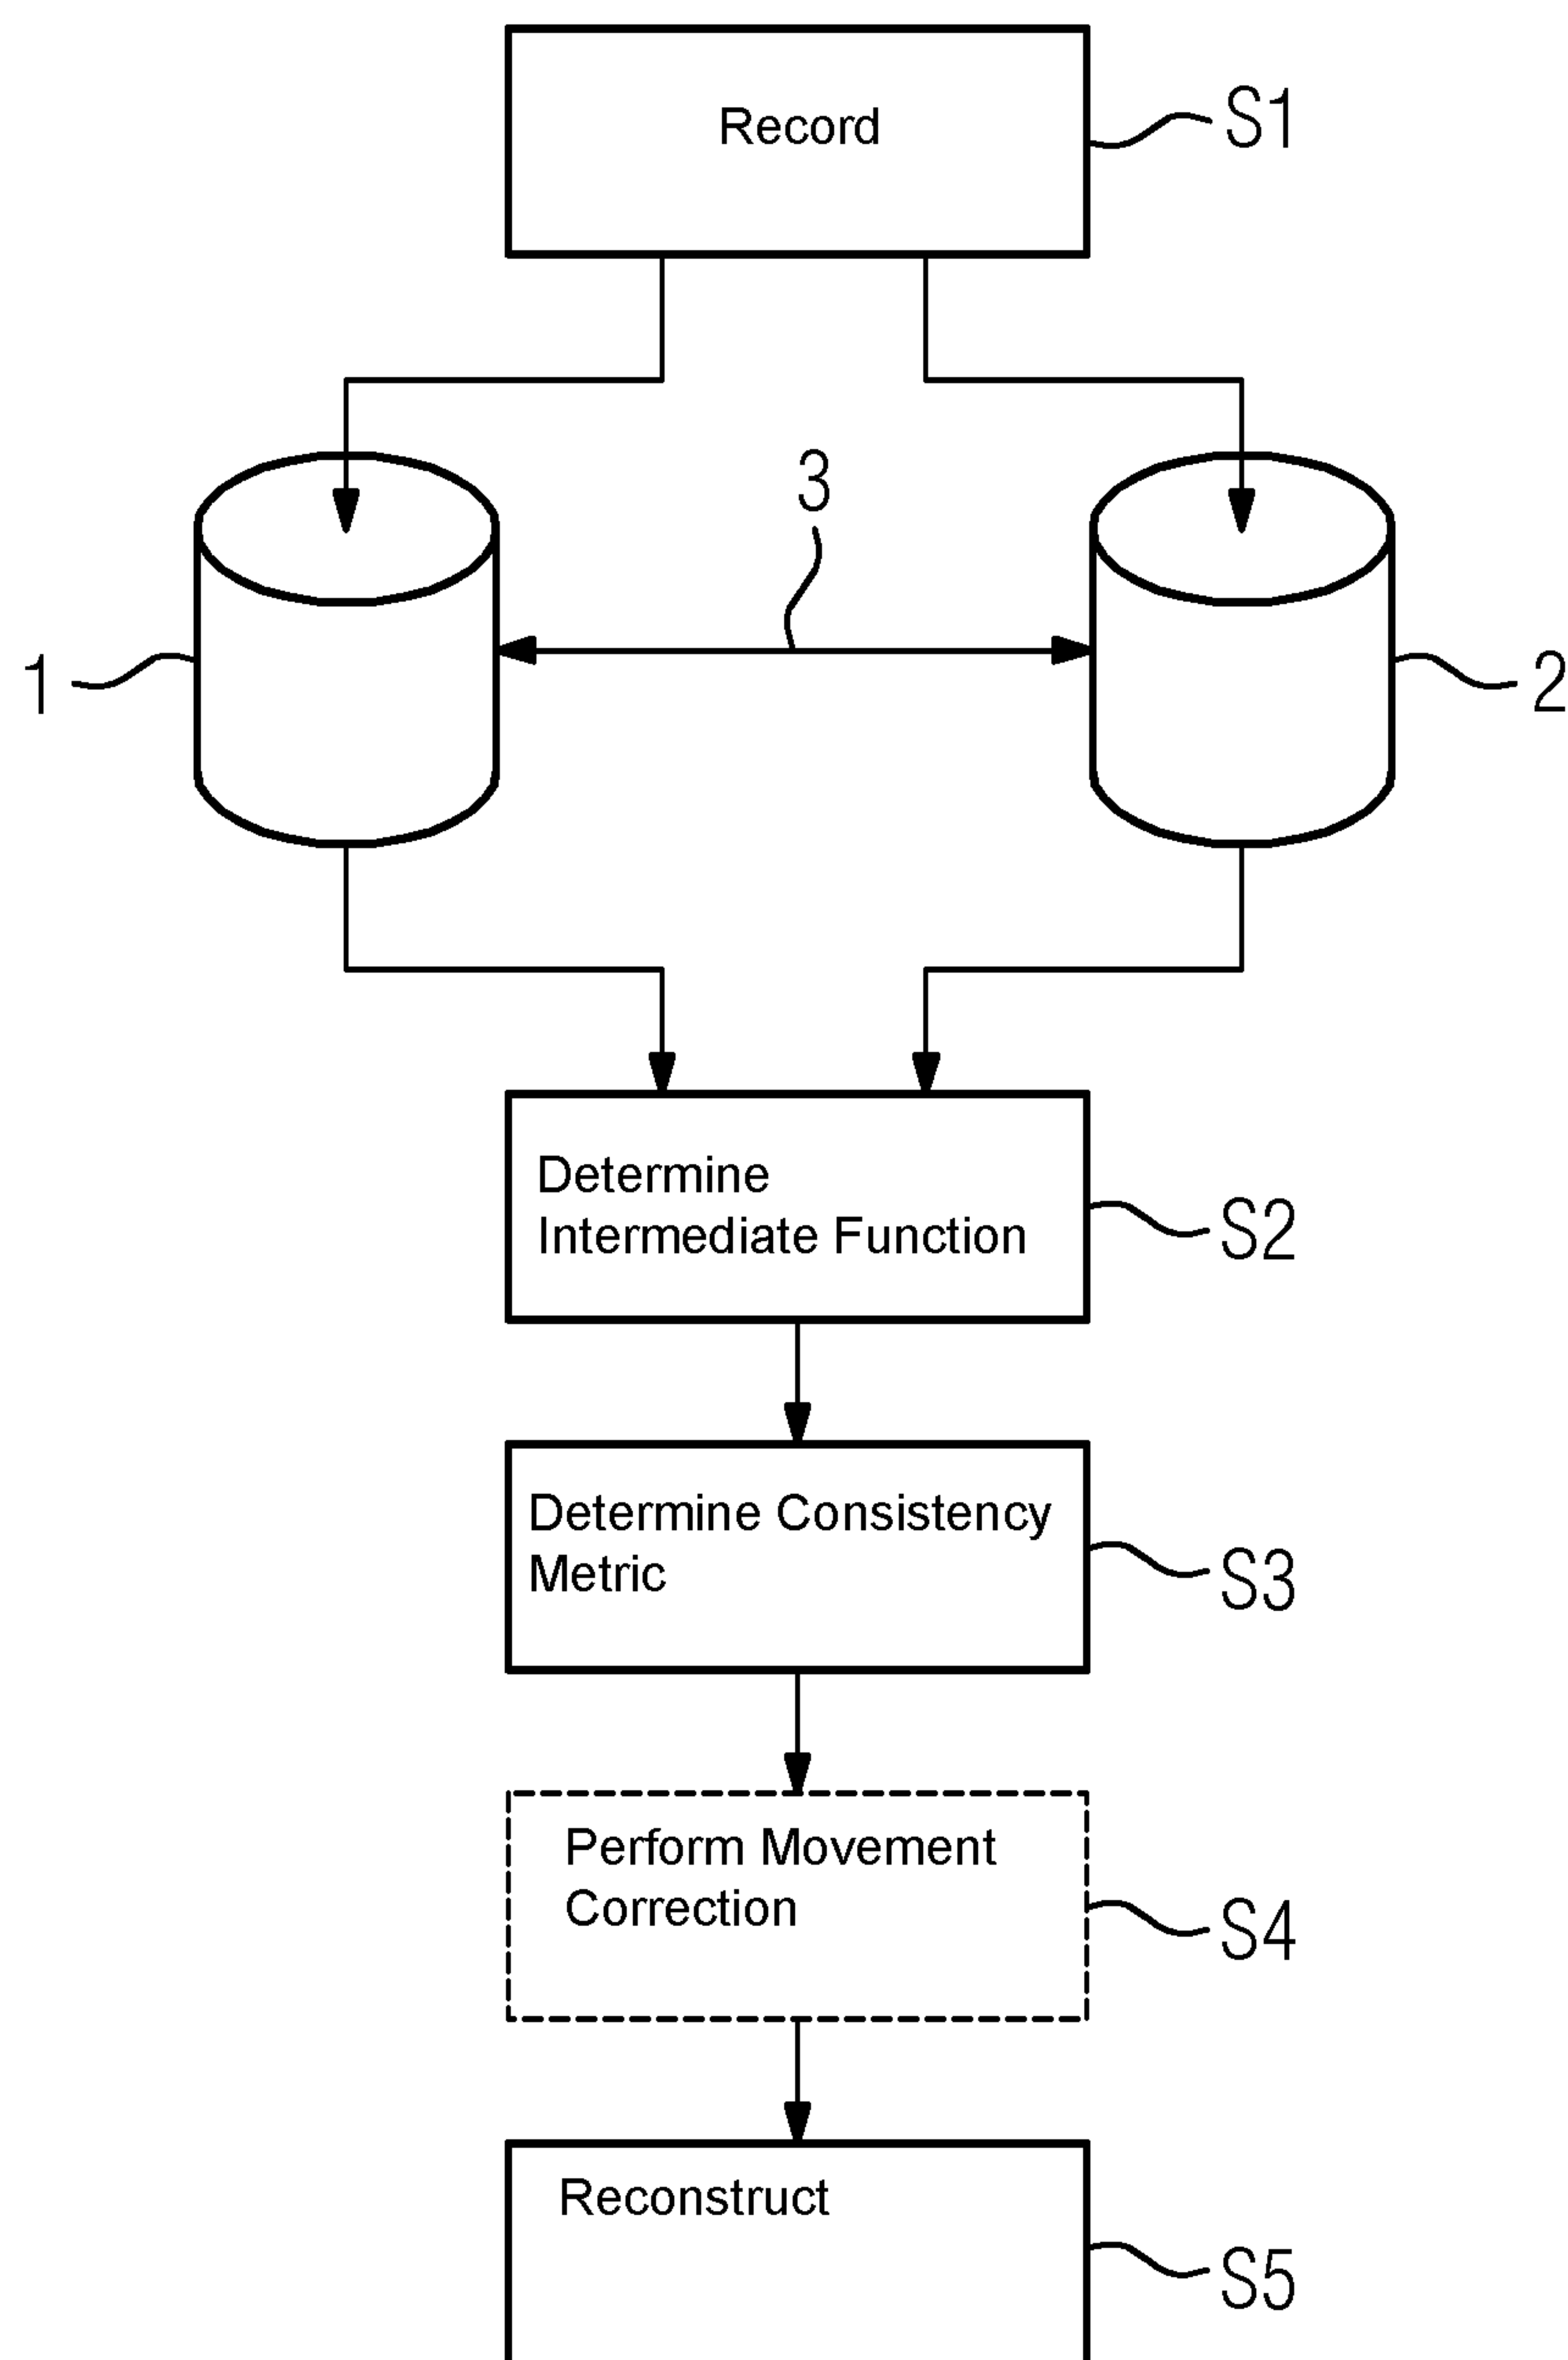 Record
S1
3
1
2
Determine
Intermediate Function
S2
Determine Consistency
Metric
S3
Perform Movement
Correction
S4
Reconstruct
S5